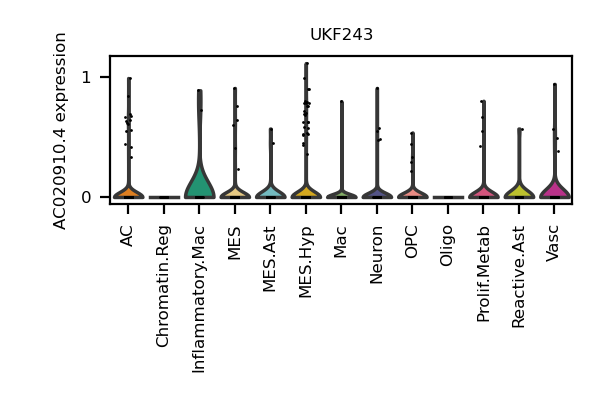 UKF243
AC020910.4 expression
1
0
AC
Chromatin.Reg
Inflammatory.Mac
MES
MES.Ast
MES.Hyp
Mac
Neuron
OPC
Oligo
Prolif.Metab
Reactive.Ast
Vasc